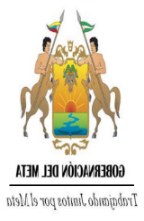 GOBERNACIÓN DEL META
Trabajando Juntos por el Meta